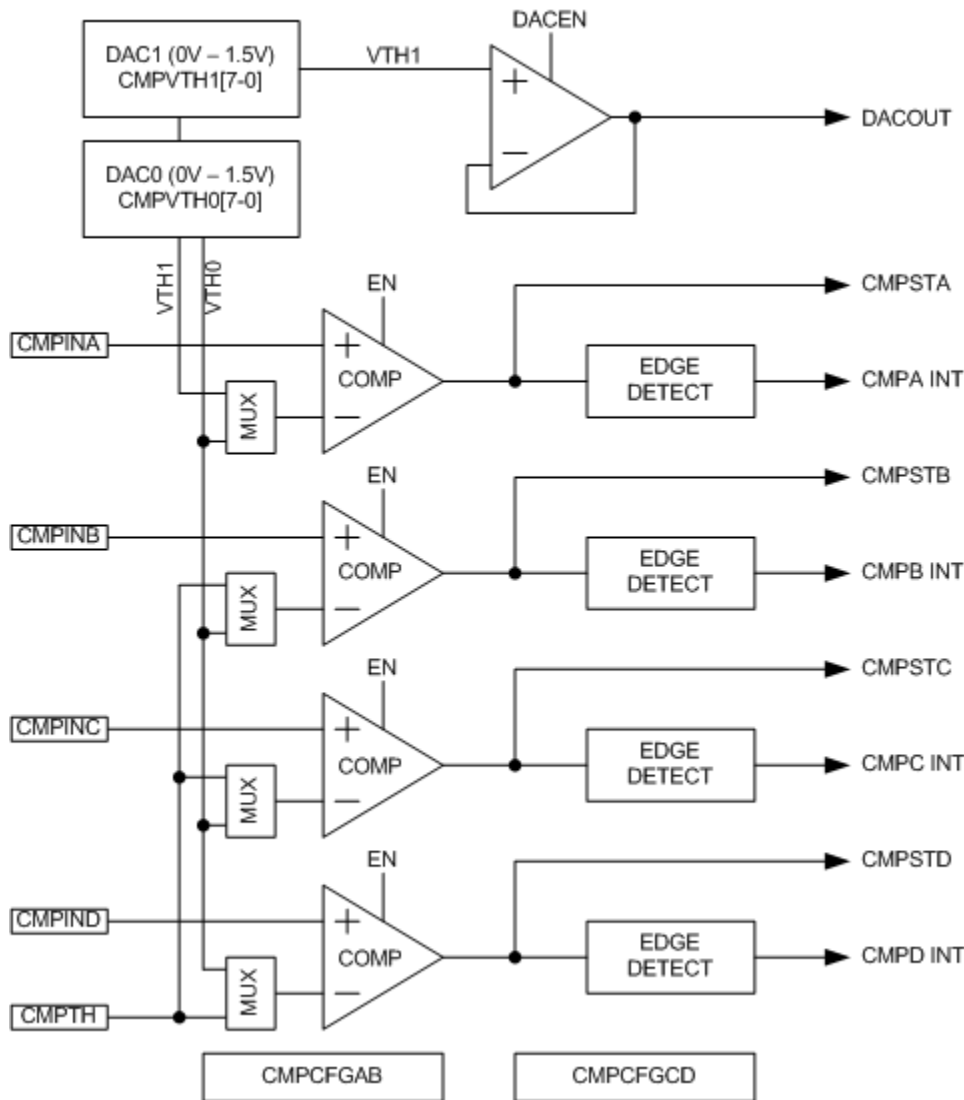 DACEN
DAC1 (0V – 1.5V)
CMPVTH1[7-0]
VTH1
+
−
DACOUT
DAC0 (0V – 1.5V)
CMPVTH0[7-0]
VTH1
VTH0
EN
CMPSTA
CMPINA
+
COMP
−
MUX
EDGE
DETECT
CMPA INT
EN
CMPSTB
CMPINB
+
COMP
−
MUX
EDGE
DETECT
CMPB INT
EN
CMPSTC
CMPINC
+
COMP
−
MUX
EDGE
DETECT
CMPC INT
EN
CMPSTD
CMPIND
+
COMP
−
MUX
EDGE
DETECT
CMPD INT
CMPTH
CMPCFGAB
CMPCFGCD